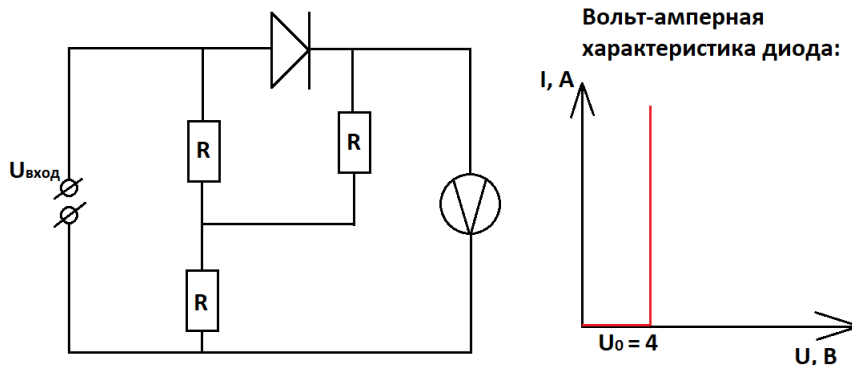 Вольт-амперная
характеристика диода:
I, А
R
R
Uвход
V
R
U₀ = 4
U, В